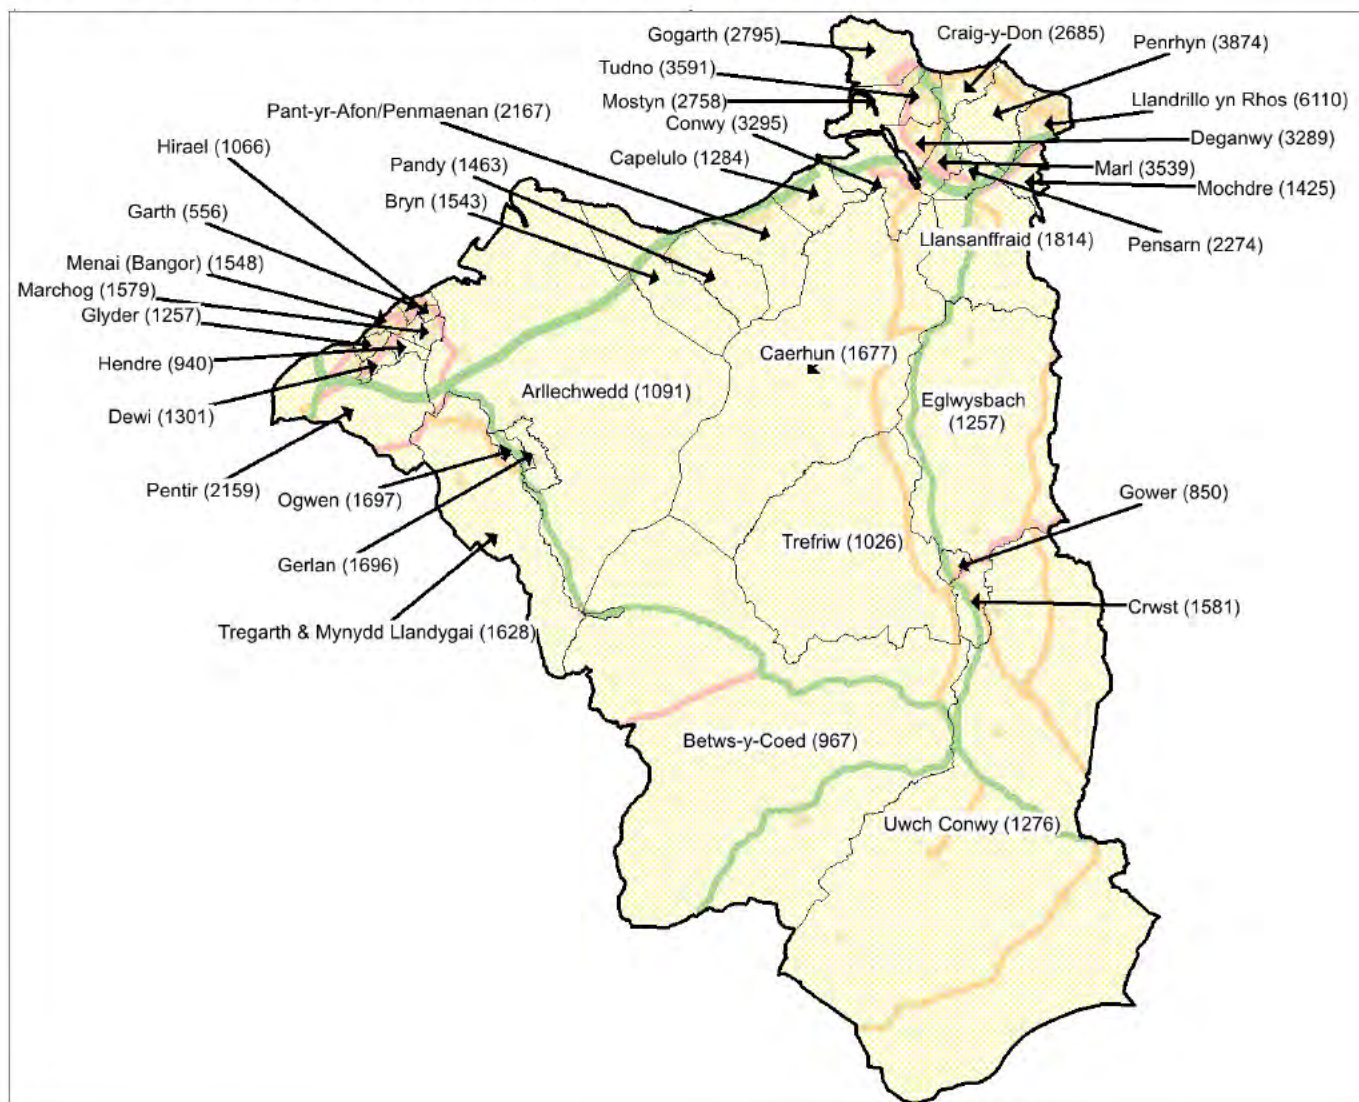 Gogarth (2795)
Craig-y-Don (2685)
Penrhyn (3874)
Tudno (3591)
Pant-yr-Afon/Penmaenan (2167)
Mostyn (2758)
Llandrillo yn Rhos (6110)
Conwy (3295)
Deganwy (3289)
Hirael (1066)
Pandy (1463)
Capelulo (1284)
Marl (3539)
Mochdre (1425)
Bryn (1543)
Garth (556)
Llansanffraid (1814)
Pensarn (2274)
Menai (Bangor) (1548)
Marchog (1579)
Glyder (1257)
Caerhun (1677)
Hendre (940)
Arllechwedd (1091)
Eglwysbach
(1257)
Dewi (1301)
Pentir (2159)
Ogwen (1697)
Gower (850)
Trefriw (1026)
Gerlan (1696)
Crwst (1581)
Tregarth & Mynydd Llandygai (1628)
Betws-y-Coed (967)
Uwch Conwy (1276)